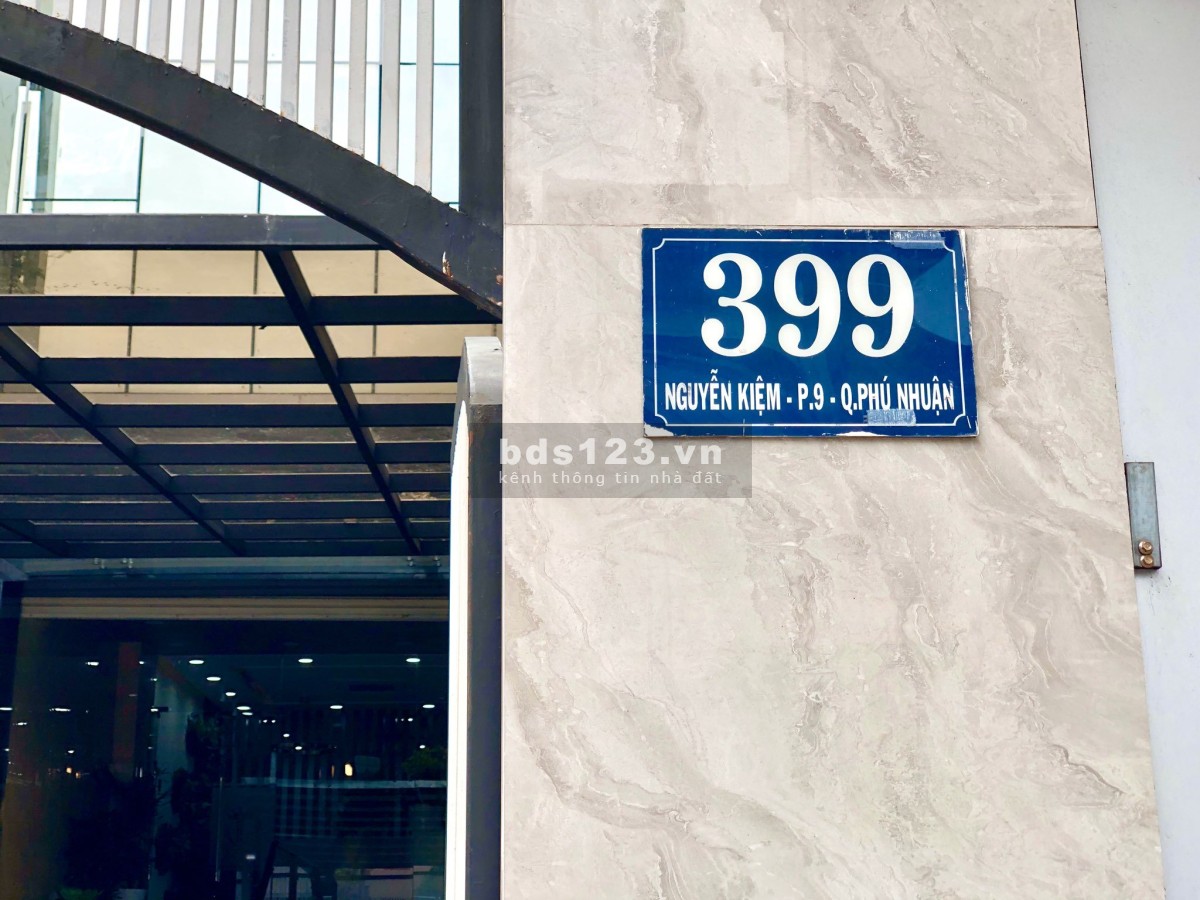 399
NGUYỄN KIỆM - P.9 - Q.PHÚ NHUẬN
bds123.vn
kênh thông tin nhà đất